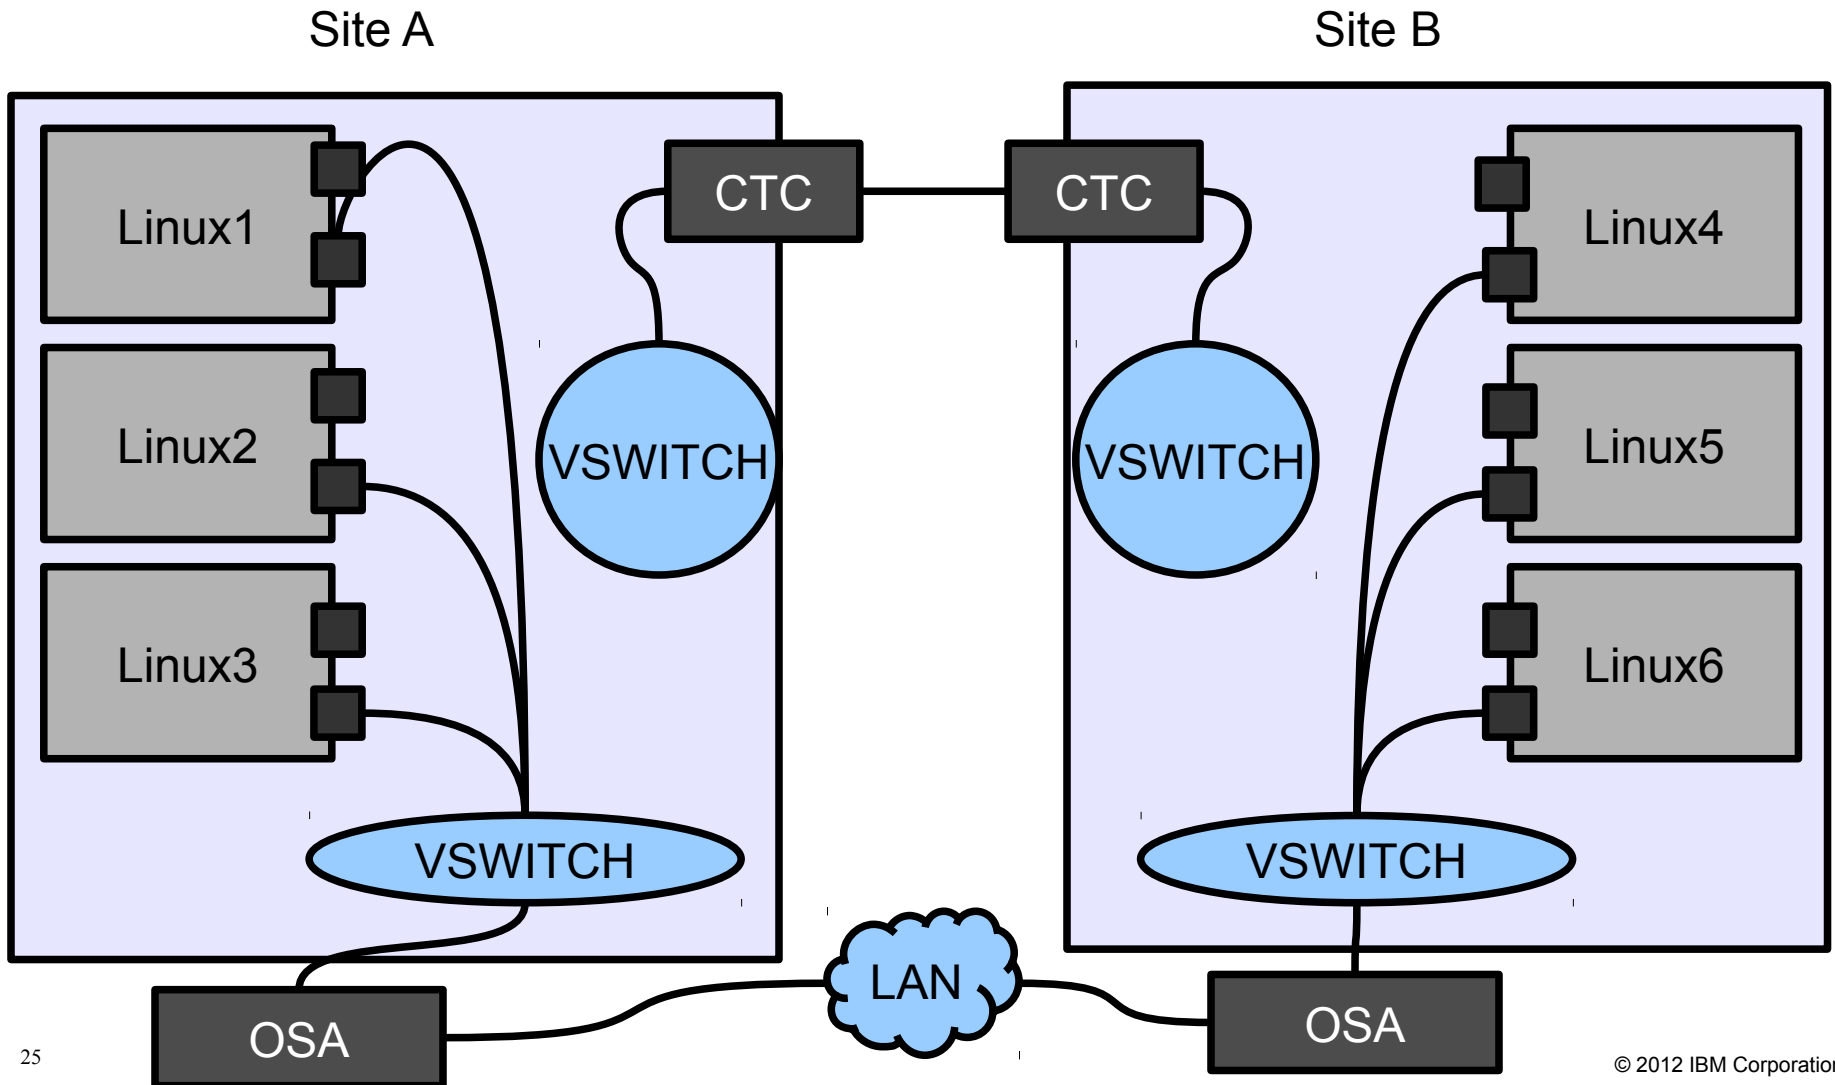 Site A
Site B
Linux1
CTC
CTC
Linux4
Linux2
VSWITCH
VSWITCH
Linux5
Linux3
Linux6
VSWITCH
VSWITCH
LAN
OSA
OSA
25
© 2012 IBM Corporation